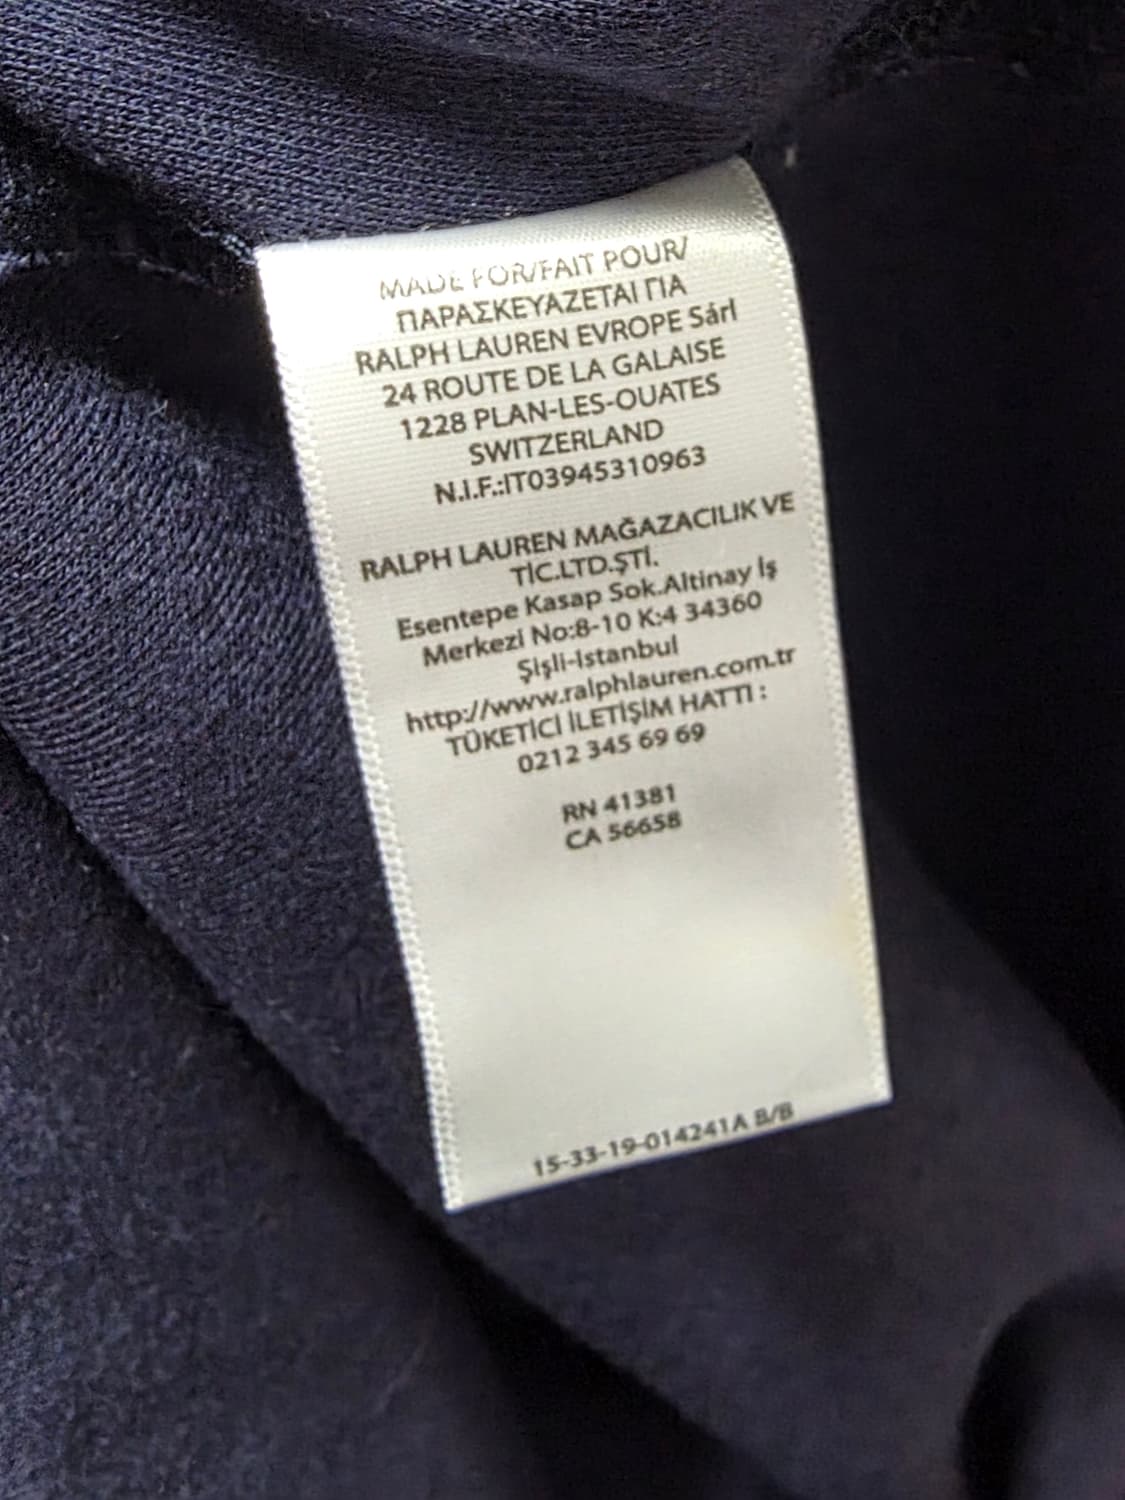 MADE FOR/FAIT POUR/
ΠΑΡΑΣΚΕΥΑΖΕΤΑΙ ΓΙΑ
RALPH LAUREN EVROPE Sárl
24 ROUTE DE LA GALAISE
1228 PLAN-LES-OUATES
SWITZERLAND
N.I.F.:IT03945310963
RALPH LAUREN MAĞAZACILIK VE
TİC.LTD.ŞTİ.
Esentepe Kasap Sok.Altinay İş
Merkezi No:8-10 K:4 34360
Şişli-Istanbul
http://www.ralphlauren.com.tr
TÜKETİCİ İLETİŞİM HATTI :
0212 345 69 69
RN 41381
CA 56658
15-33-19-014241A B/B